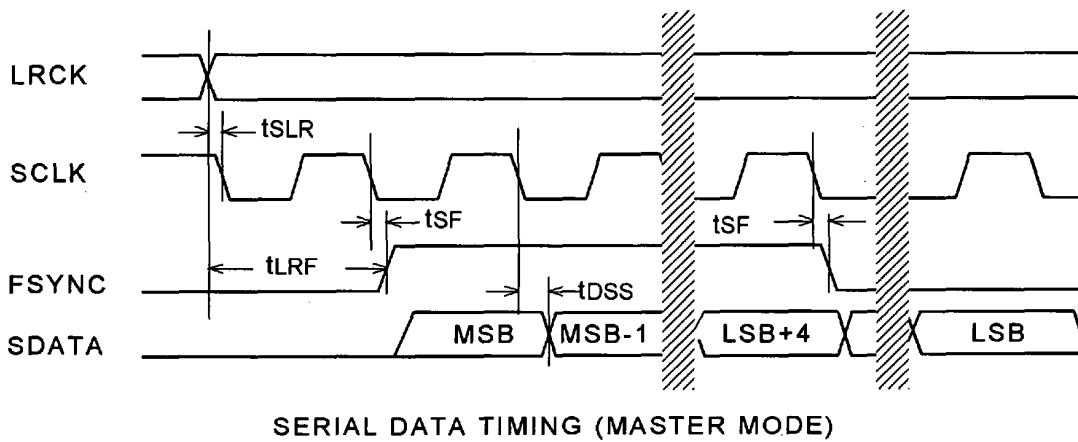 LRCK
tSLR
SCLK
tSF
tSF
tLRF
FSYNC
tDSS
SDATA
MSB
MSB-1
LSB+4
LSB
SERIAL DATA TIMING (MASTER MODE)